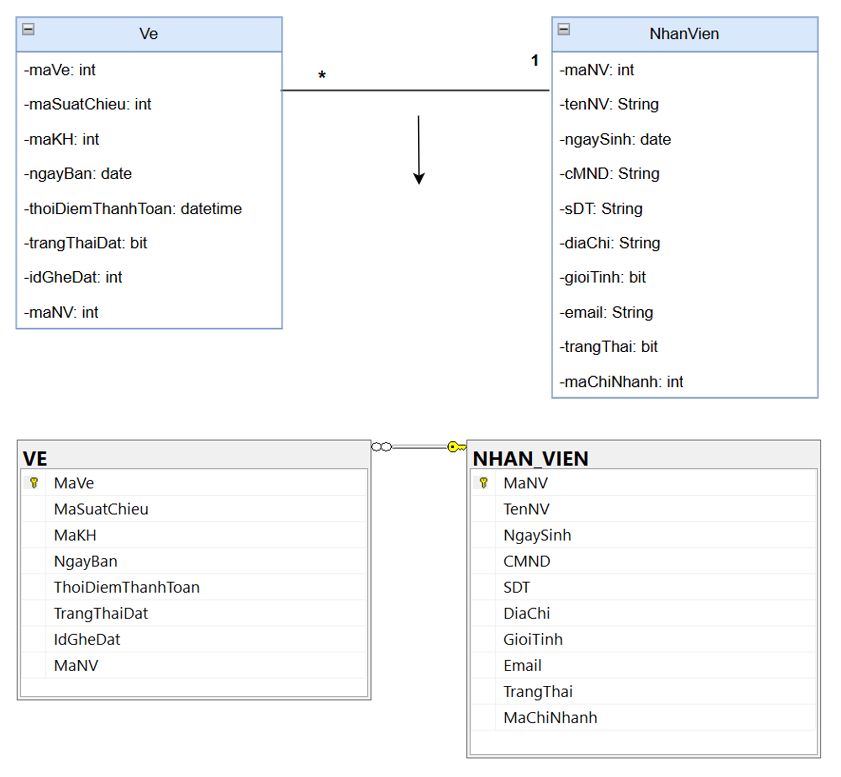 Ve
-maVe: int
-maSuatChieu: int
-maKH: int
-ngayBan: date
-thoiDiemThanhToan: datetime
-trangThaiDat: bit
-idGheDat: int
-maNV: int
*
1
NhanVien
-maNV: int
-tenNV: String
-ngaySinh: date
-cMND: String
-sDT: String
-diaChi: String
-gioiTinh: bit
-email: String
-trangThai: bit
-maChiNhanh: int
VE
MaVe
MaSuatChieu
MaKH
NgayBan
ThoiDiemThanhToan
TrangThaiDat
IdGheDat
MaNV
NHAN_VIEN
MaNV
TenNV
NgaySinh
CMND
SDT
DiaChi
GioiTinh
Email
TrangThai
MaChiNhanh